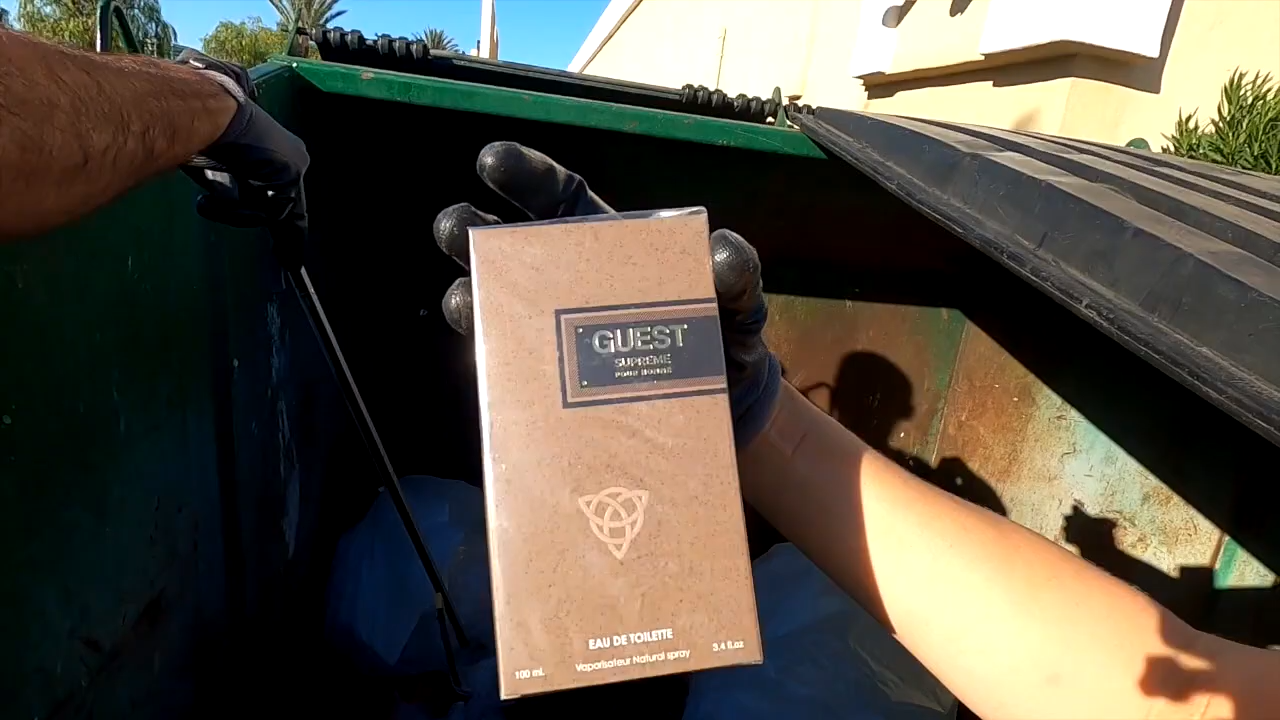 GUEST
SUPREME
POUR HOMME
EAU DE TOILETTE
100 ml. Vaporisateur Natural spray 3.4 fl.oz